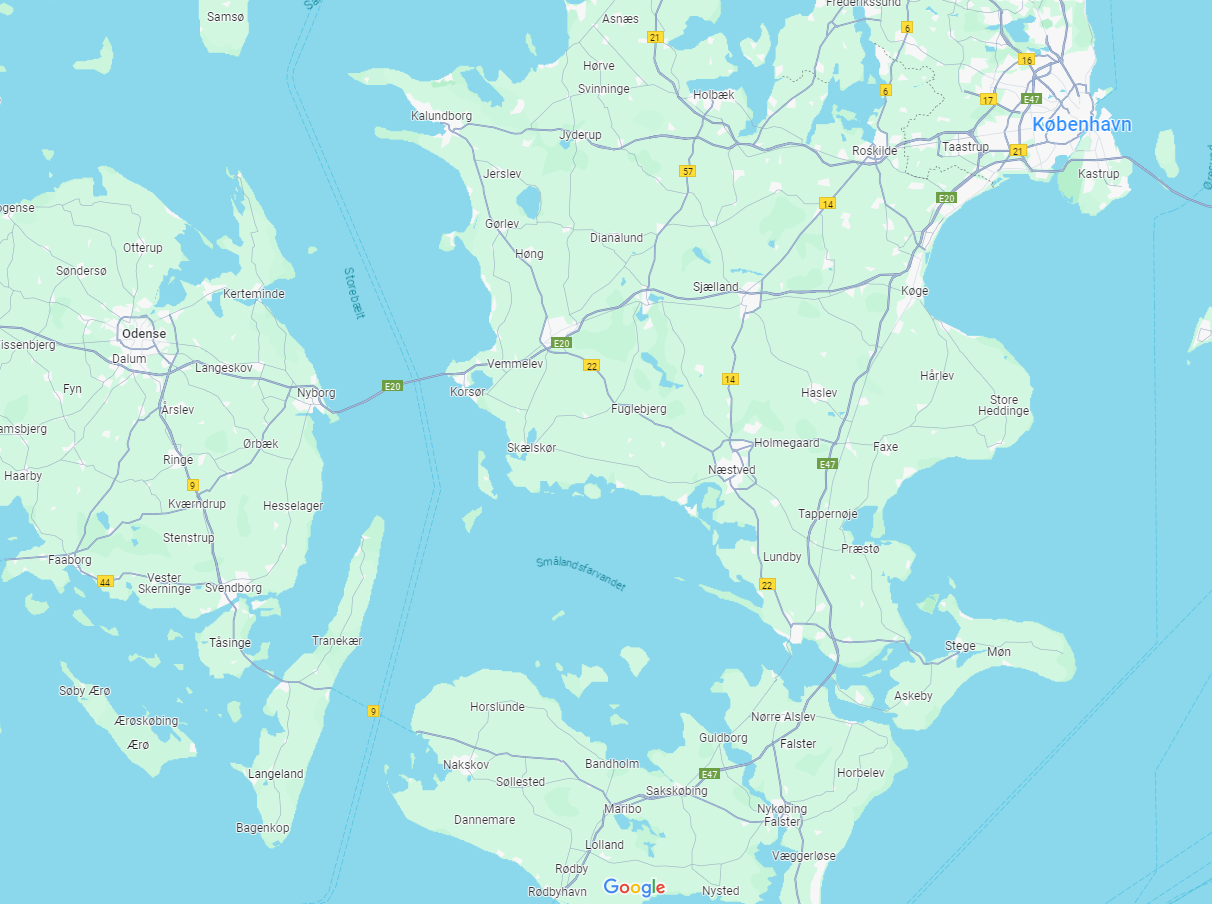 Frederikssund
Samsø
Asnæs
6
21
16
Hørve
Svinninge
6
Holbæk
17
E47
Kalundborg
København
Jyderup
Taastrup
21
Roskilde
57
Jerslev
Kastrup
E20
14
Gørlev
Dianalund
Otterup
Høng
Søndersø
Storebælt
Sjælland
Kerteminde
Køge
Odense
E20
issenbjerg
Dalum
Vemmelev
22
Langeskov
Hårlev
14
Fyn
E20
Korsør
Nyborg
Haslev
Store
Heddinge
Årslev
Fuglebjerg
amsbjerg
Ørbæk
Holmegaard
Skælskør
Faxe
Ringe
E47
Næstved
Haarby
9
Kværndrup
Hesselager
Tappernøje
Stenstrup
Præstø
Faaborg
Smålandsfarvandet
Lundby
44
Vester
Skerninge
22
Svendborg
Tåsinge
Tranekær
Stege
Møn
Søby Ærø
Askeby
9
Horslunde
Ærøskøbing
Nørre Alslev
Guldborg
Ærø
Falster
Nakskov
Bandholm
Langeland
E47
Horbelev
Søllested
Sakskøbing
Maribo
Nykøbing
Falster
Dannemare
Bagenkop
Lolland
Væggerløse
Rødby
Google
Rødbyhavn
Nysted